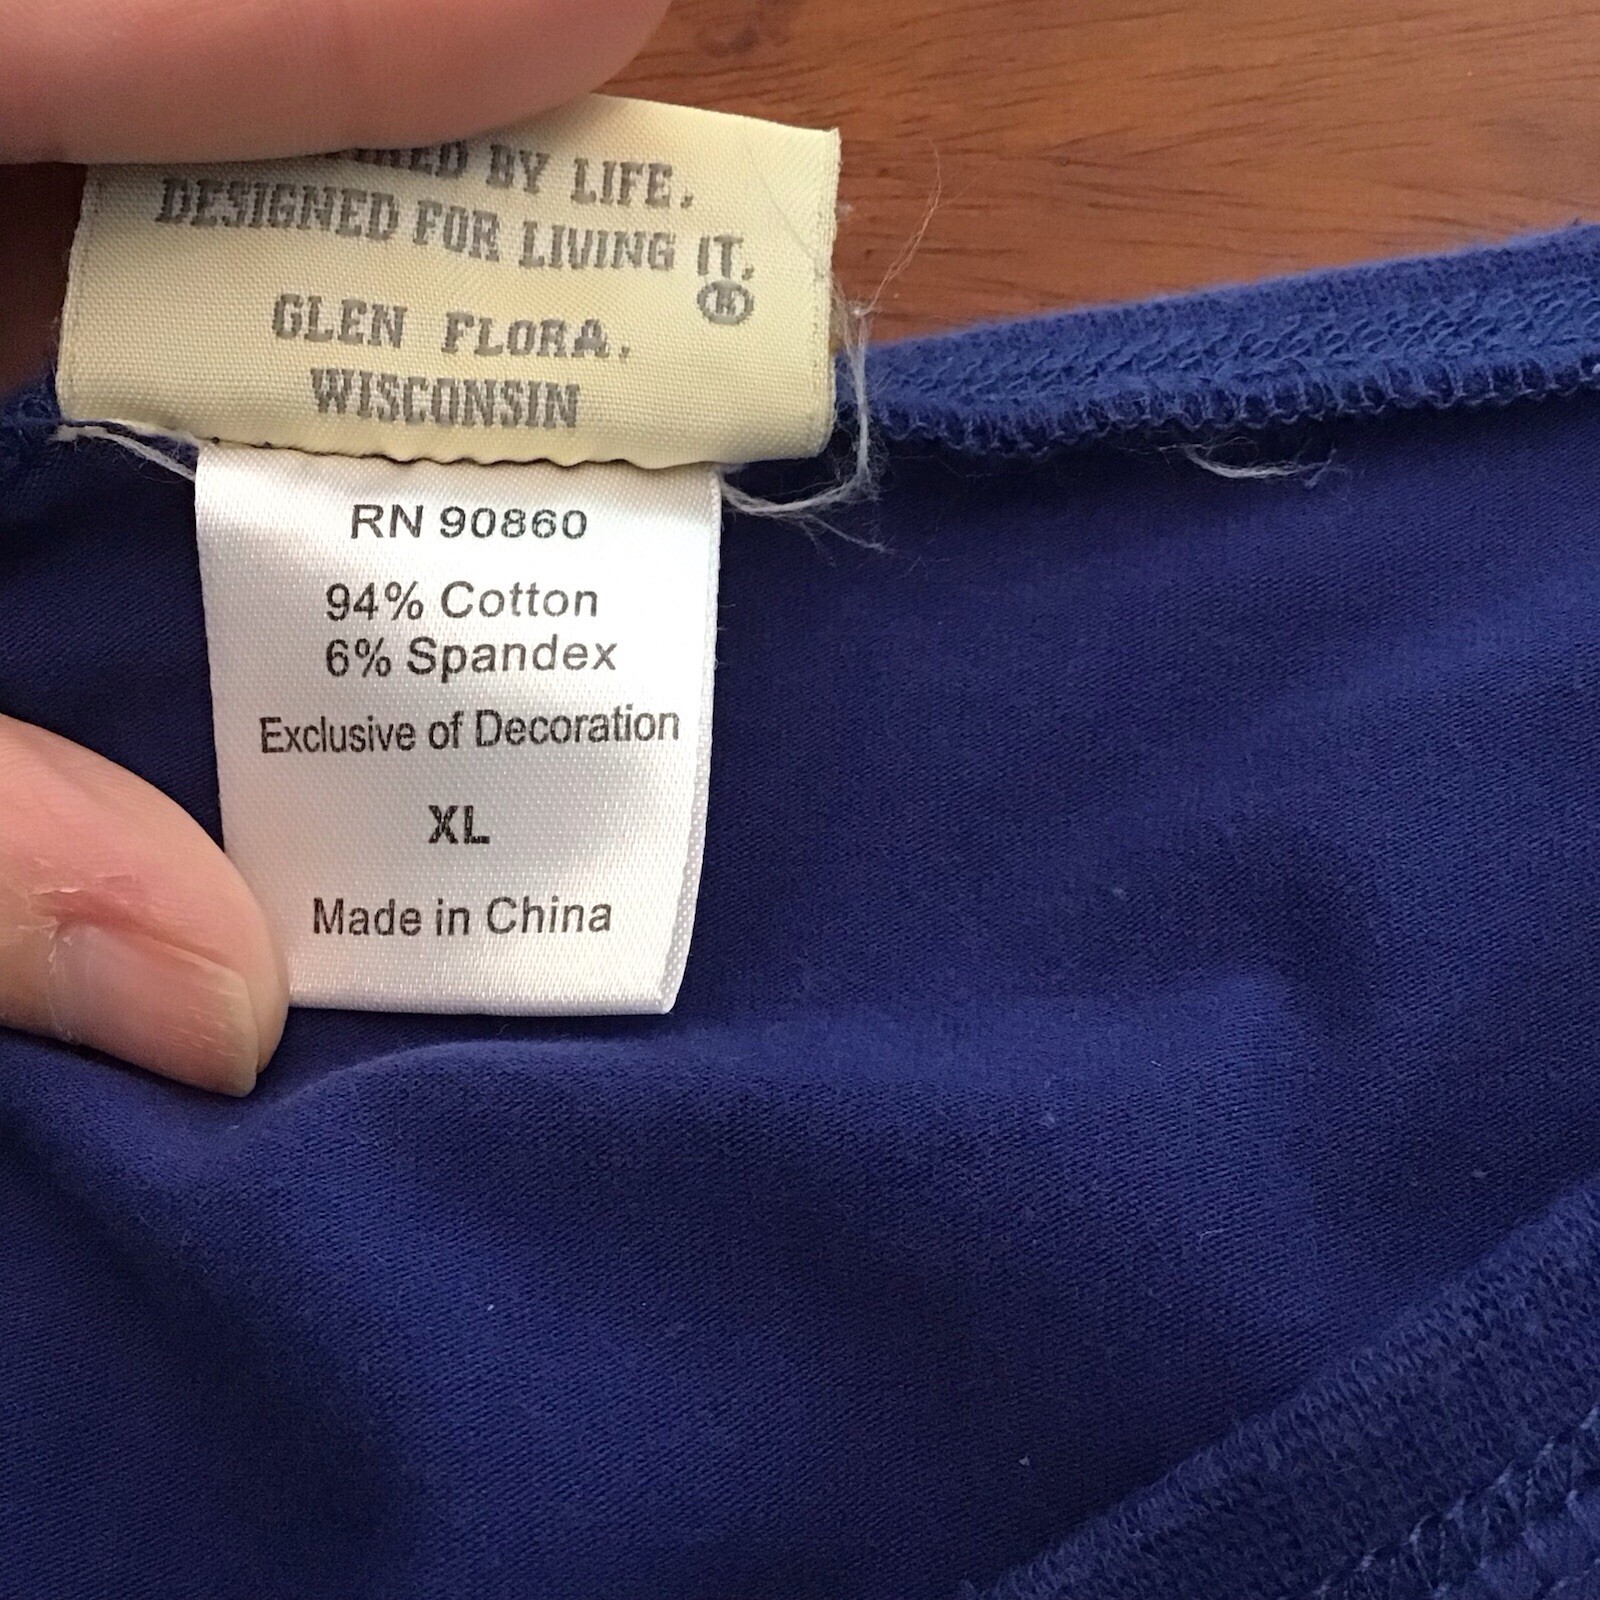 BY LIFE.
DESIGNED FOR LIVING IT.
®
GLEN FLORA.
WISCONSIN
RN 90860
94% Cotton
6% Spandex
Exclusive of Decoration
XL
Made in China